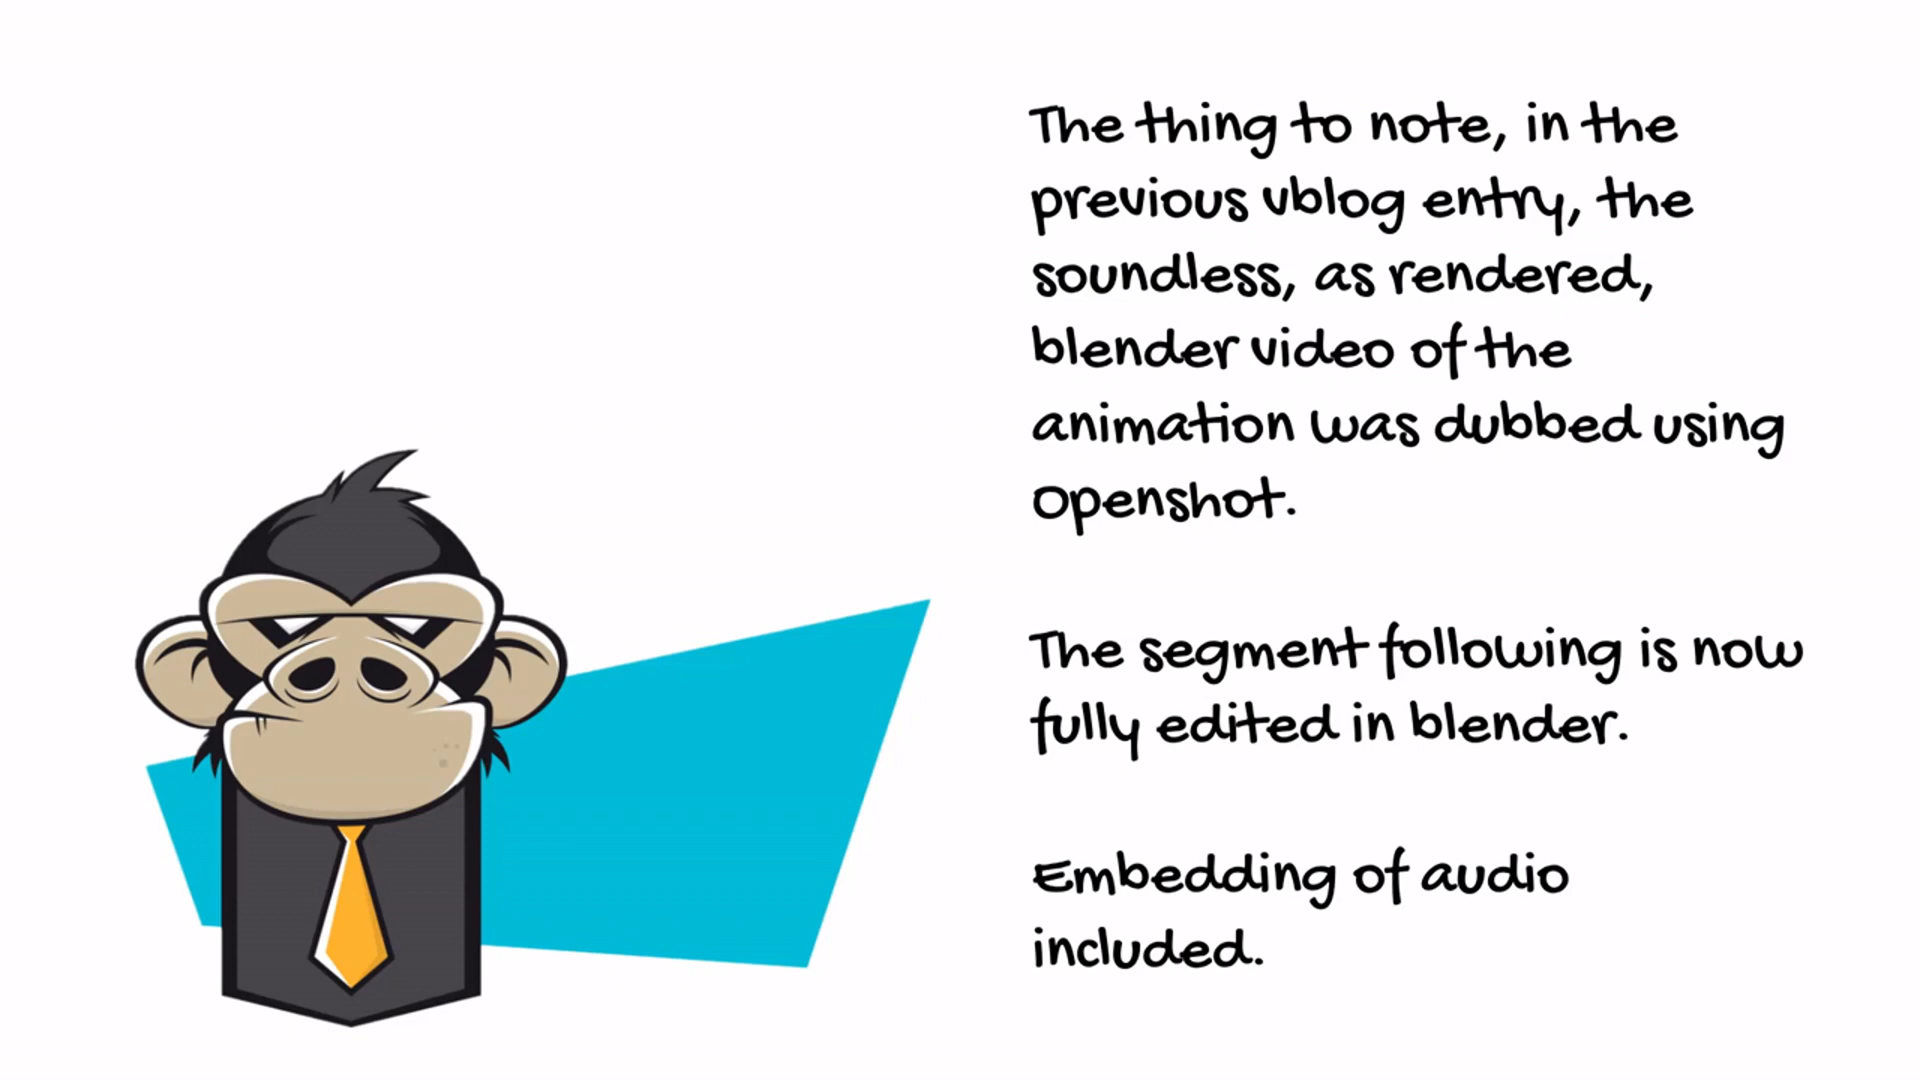 The thing to note, in the
previous vblog entry, the
soundless, as rendered,
blender video of the
animation was dubbed using
Openshot.
The segment following is now
fully edited in blender.
Embedding of audio
included.